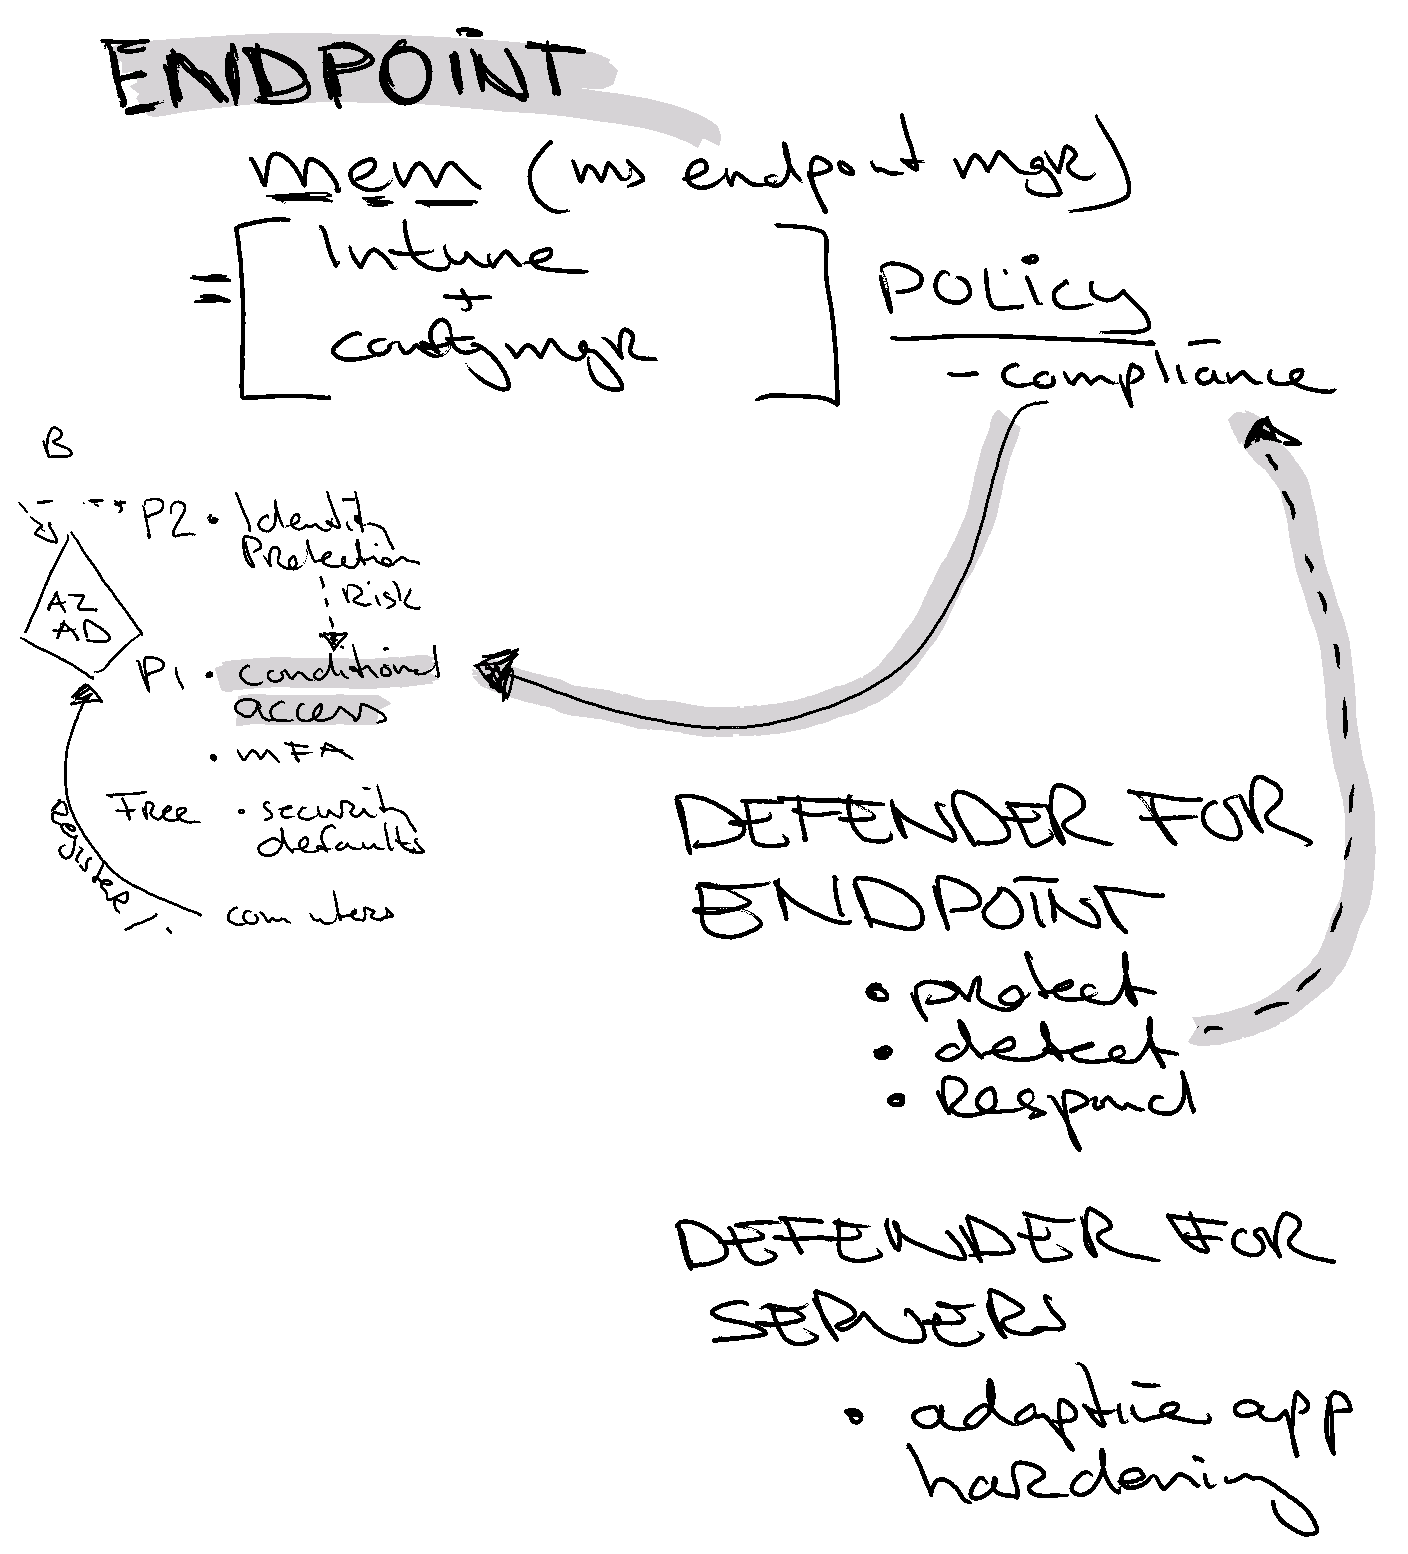 ENDPOINT
mem (ms endpoint mgr)
= Intune
+
configmgr
POLicy
- compliance
B
P2 • Identity
Protection
Risk
AZ
AD
P1 • conditional
access
• MFA
Free • security
defaults
register
DEFENDER FOR
ENDPOINT
• protect
• detect
• Respond
DEFENDER FOR
SERVERS
• adaptive app
hardening